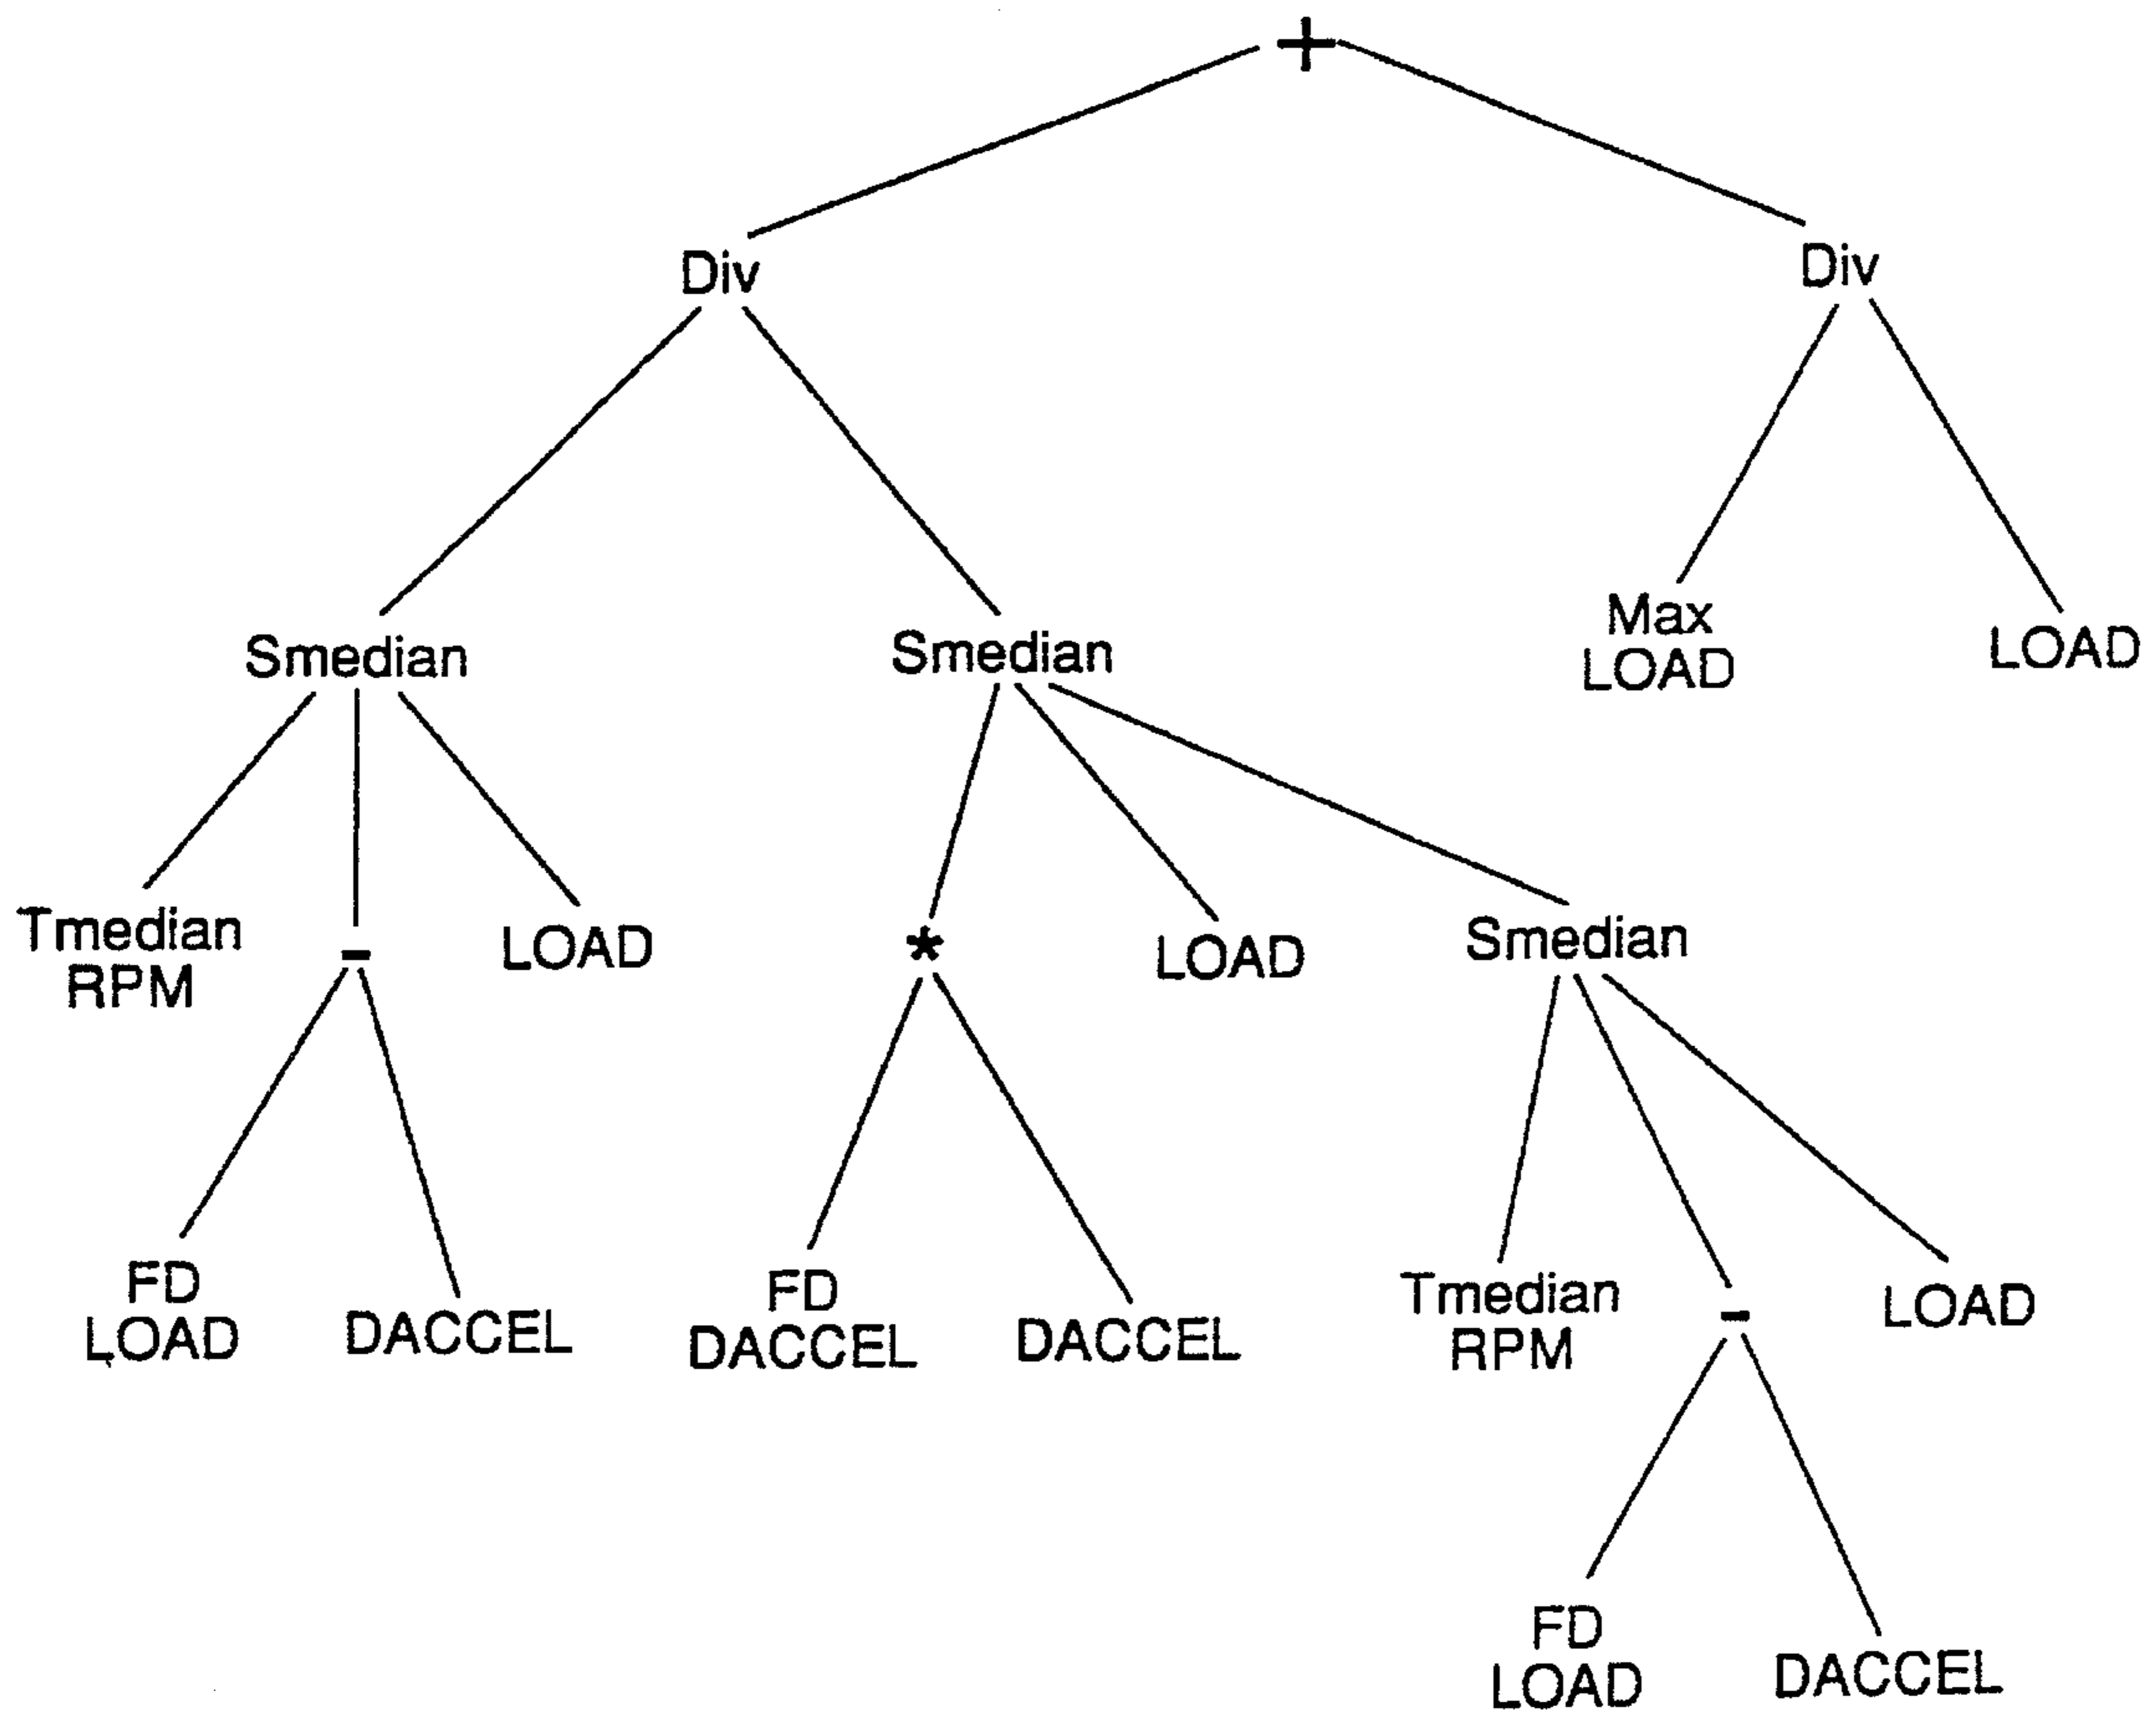 +
Div
Div
Smedian
Smedian
Max
LOAD
LOAD
Tmedian
RPM
-
LOAD
*
LOAD
Smedian
FD
LOAD
DACCEL
FD
DACCEL
DACCEL
Tmedian
RPM
-
LOAD
FD
LOAD
DACCEL